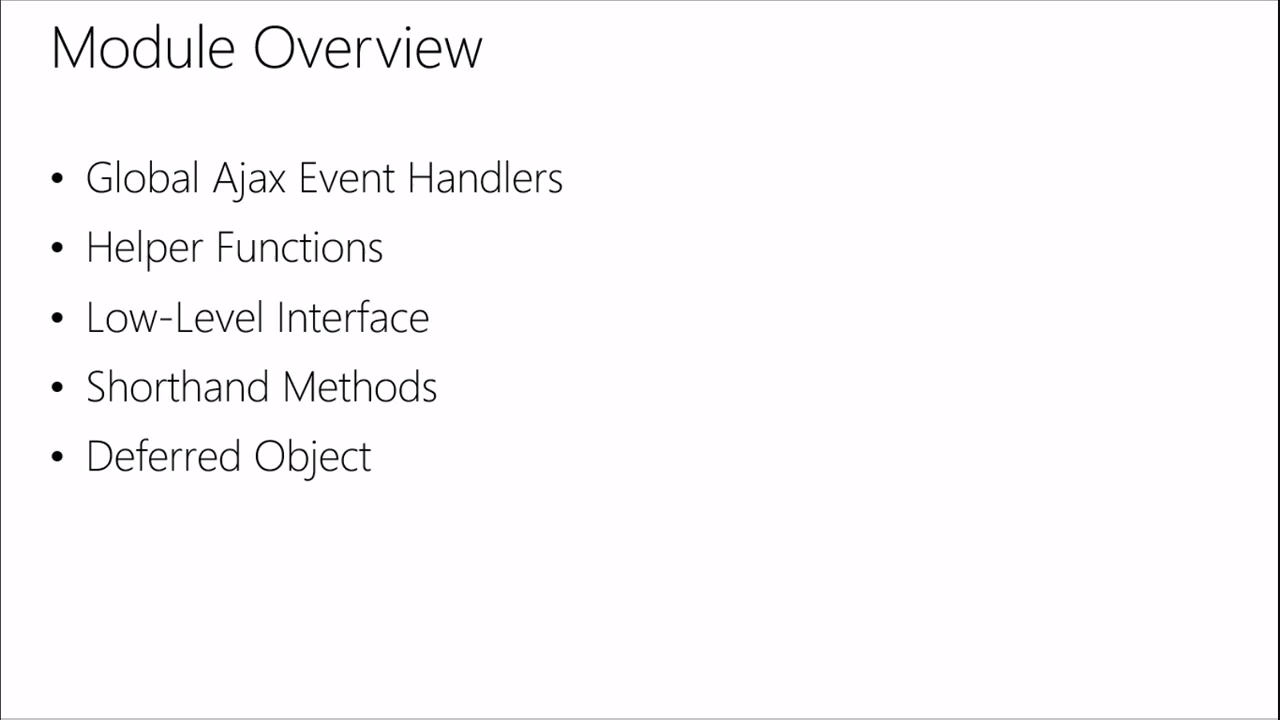 Module Overview
• Global Ajax Event Handlers
• Helper Functions
• Low-Level Interface
• Shorthand Methods
• Deferred Object